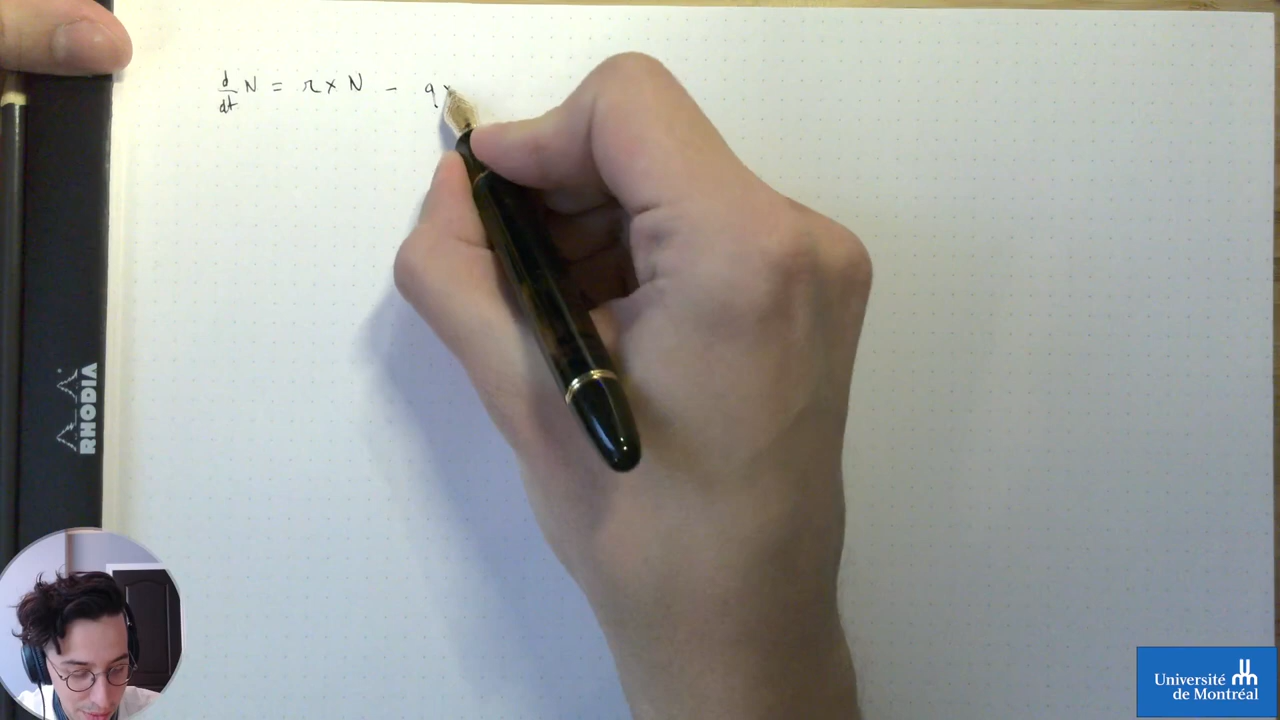 d/dt N = r × N - q ×
RHODIA
Université
de Montréal